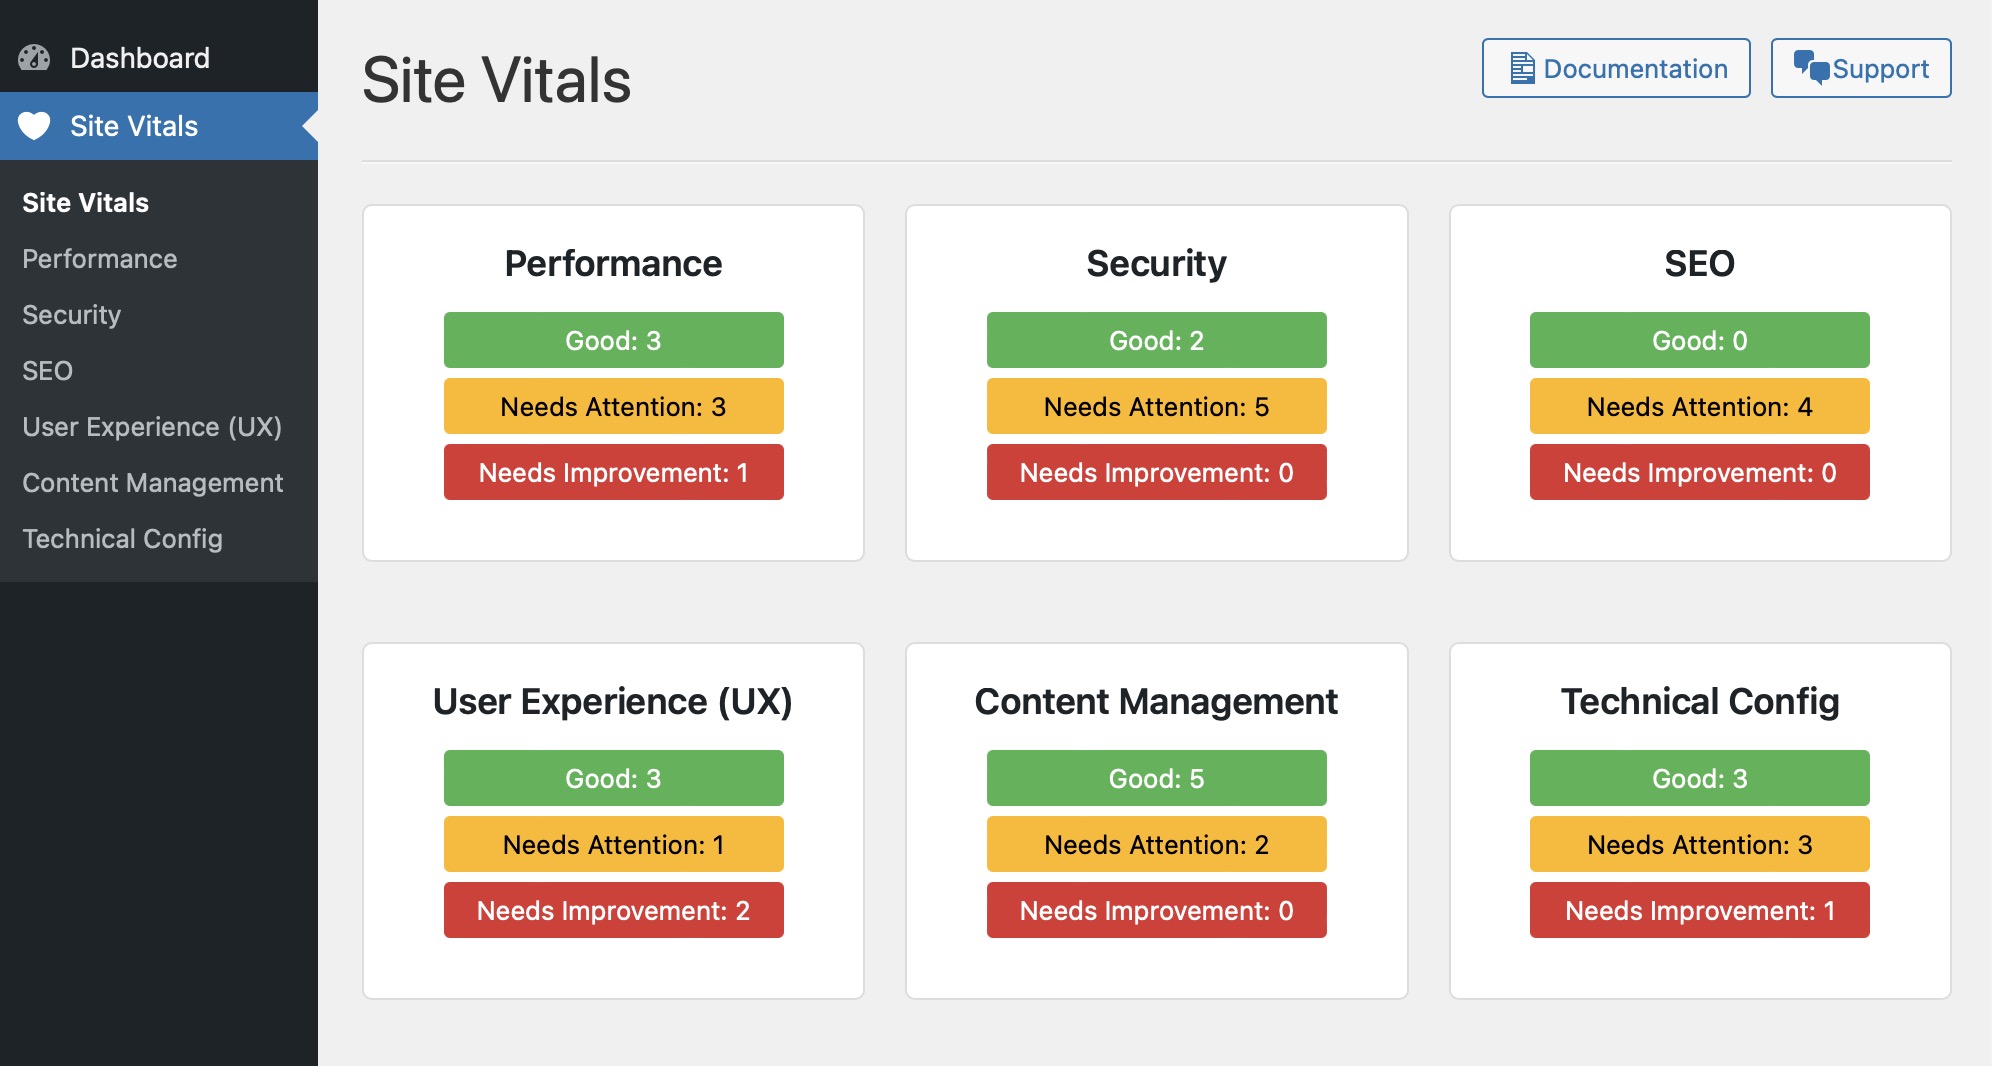 Dashboard
Site Vitals
Site Vitals
Performance
Security
SEO
User Experience (UX)
Content Management
Technical Config
Site Vitals
Documentation
Support
Performance
Good: 3
Needs Attention: 3
Needs Improvement: 1
Security
Good: 2
Needs Attention: 5
Needs Improvement: 0
SEO
Good: 0
Needs Attention: 4
Needs Improvement: 0
User Experience (UX)
Good: 3
Needs Attention: 1
Needs Improvement: 2
Content Management
Good: 5
Needs Attention: 2
Needs Improvement: 0
Technical Config
Good: 3
Needs Attention: 3
Needs Improvement: 1